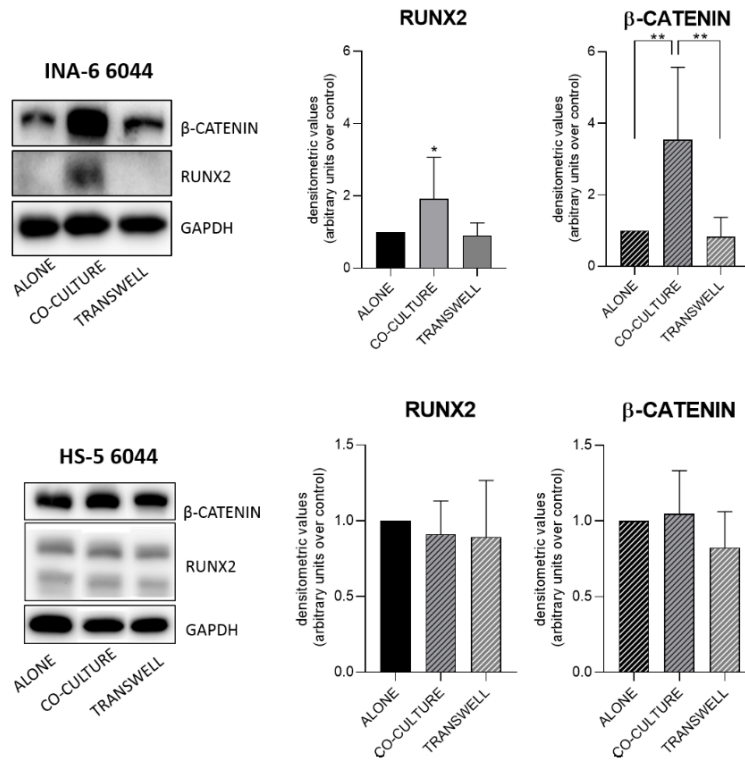 INA-6 6044
β-CATENIN
RUNX2
GAPDH
ALONE
CO-CULTURE
TRANSWELL
RUNX2
densitometric values
(arbitrary units over control)
6
4
2
0
*
ALONE
CO-CULTURE
TRANSWELL
β-CATENIN
densitometric values
(arbitrary units over control)
6
4
2
0
**
**
ALONE
CO-CULTURE
TRANSWELL
HS-5 6044
β-CATENIN
RUNX2
GAPDH
ALONE
CO-CULTURE
TRANSWELL
RUNX2
densitometric values
(arbitrary units over control)
1.5
1.0
0.5
0.0
ALONE
CO-CULTURE
TRANSWELL
β-CATENIN
densitometric values
(arbitrary units over control)
1.5
1.0
0.5
0.0
ALONE
CO-CULTURE
TRANSWELL